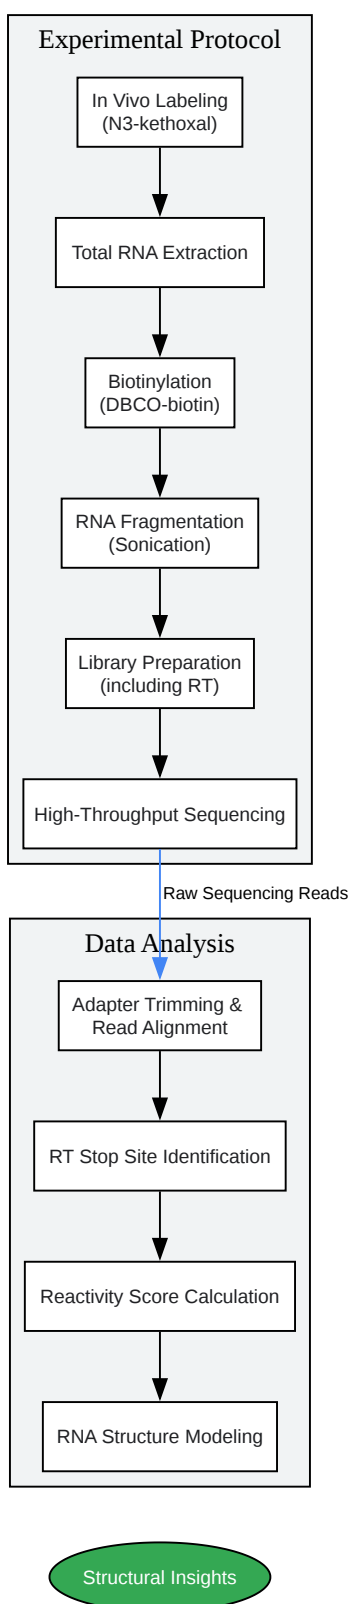 Experimental Protocol
In Vivo Labeling
(N3-kethoxal)
Total RNA Extraction
Biotinylation
(DBCO-biotin)
RNA Fragmentation
(Sonication)
Library Preparation
(including RT)
High-Throughput Sequencing
Raw Sequencing Reads
Data Analysis
Adapter Trimming &
Read Alignment
RT Stop Site Identification
Reactivity Score Calculation
RNA Structure Modeling
Structural Insights